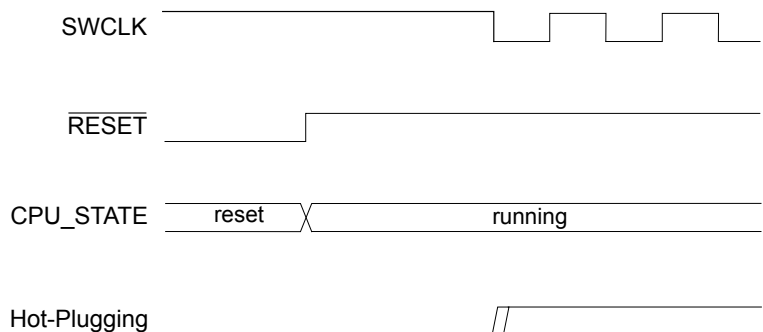 SWCLK
RESET
CPU_STATE reset running
Hot-Plugging